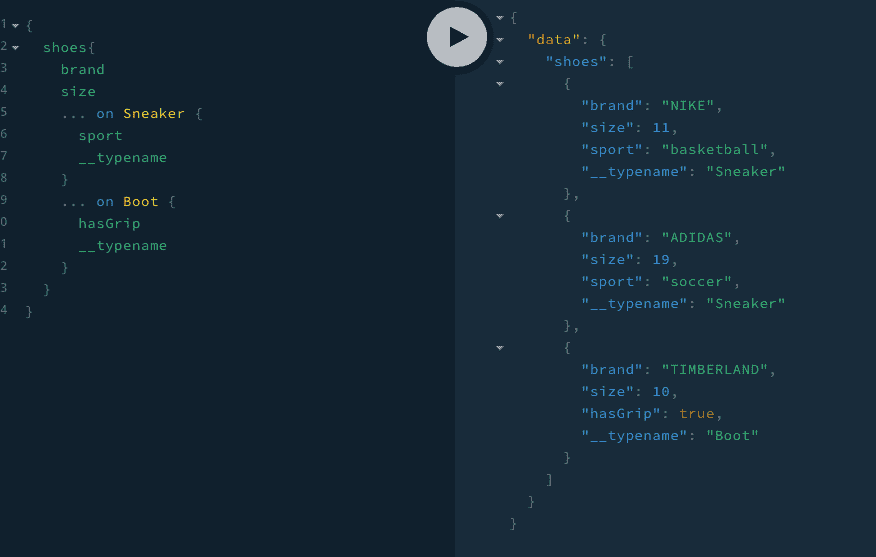 1 {
2 shoes{
3 brand
4 size
5 ... on Sneaker {
6 sport
7 __typename
8 }
9 ... on Boot {
0 hasGrip
1 __typename
2 }
3 }
4 }
{
"data": {
"shoes": [
{
"brand": "NIKE",
"size": 11,
"sport": "basketball",
"__typename": "Sneaker"
},
{
"brand": "ADIDAS",
"size": 19,
"sport": "soccer",
"__typename": "Sneaker"
},
{
"brand": "TIMBERLAND",
"size": 10,
"hasGrip": true,
"__typename": "Boot"
}
]
}
}